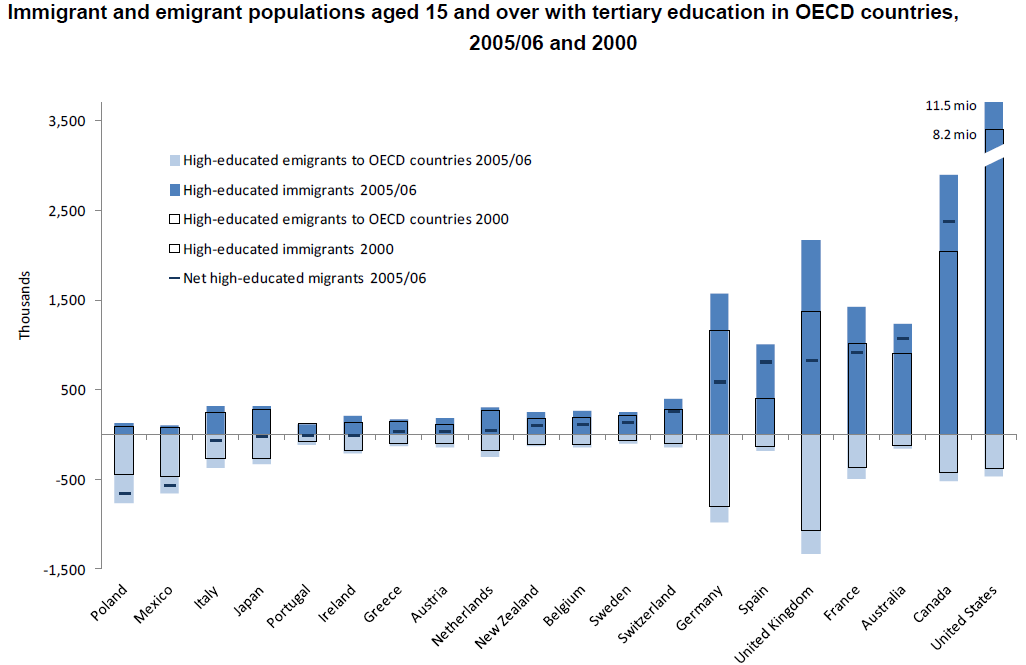 Immigrant and emigrant populations aged 15 and over with tertiary education in OECD countries,
2005/06 and 2000
11.5 mio
8.2 mio
3,500
2,500
1,500
500
-500
-1,500
Thousands
High-educated emigrants to OECD countries 2005/06
High-educated immigrants 2005/06
High-educated emigrants to OECD countries 2000
High-educated immigrants 2000
Net high-educated migrants 2005/06
Poland
Mexico
Italy
Japan
Portugal
Ireland
Greece
Austria
Netherlands
New Zealand
Belgium
Sweden
Switzerland
Germany
Spain
United Kingdom
France
Australia
Canada
United States